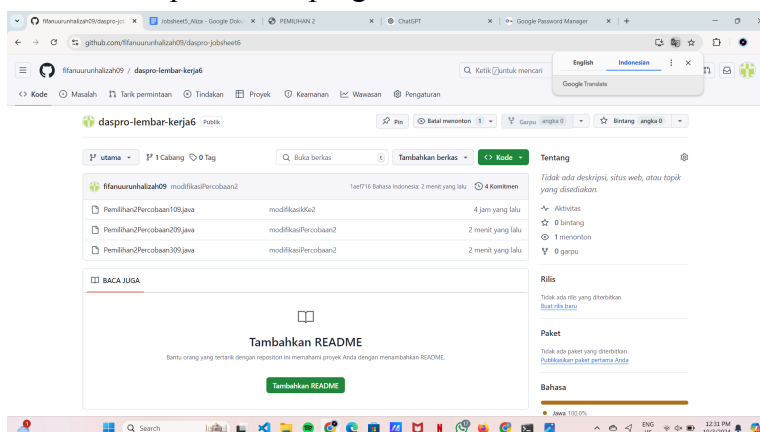 fifanuurunhalizah09/daspro-jo
Jobsheet5_Aliza - Google Doku
PEMILIHAN 2
ChatGPT
Google Password Manager
github.com/fifanuurunhalizah09/daspro-jobsheet6
English
Indonesian
Google Translate
fifanuurunhalizah09 / daspro-lembar-kerja6
Ketik / untuk mencari
Kode
Masalah
Tarik permintaan
Tindakan
Proyek
Keamanan
Wawasan
Pengaturan
daspro-lembar-kerja6 Publik
Pin
Batal menonton 1
Garpu angka 0
Bintang angka 0
utama
1 Cabang 0 Tag
Buka berkas
Tambahkan berkas
Kode
Tentang
Tidak ada deskripsi, situs web, atau topik
yang disediakan.
fifanuurunhalizah09 modifikasiPercobaan2
1aef716 Bahasa Indonesia: 2 menit yang lalu
4 Komitmen
Pemilihan2Percobaan109.java modifikasikKe2 4 jam yang lalu
Pemilihan2Percobaan209.java modifikasiPercobaan2 2 menit yang lalu
Pemilihan2Percobaan309.java modifikasiPercobaan2 2 menit yang lalu
Aktivitas
0 bintang
1 menonton
0 garpu
BACA JUGA
Tambahkan README
Bantu orang yang tertarik dengan repositori ini memahami proyek Anda dengan menambahkan README.
Tambahkan README
Rilis
Tidak ada rilis yang diterbitkan
Buat rilis baru
Paket
Tidak ada paket yang diterbitkan
Publikasikan paket pertama Anda
Bahasa
Jawa 100.0%
Search
ENG
12:31 PM